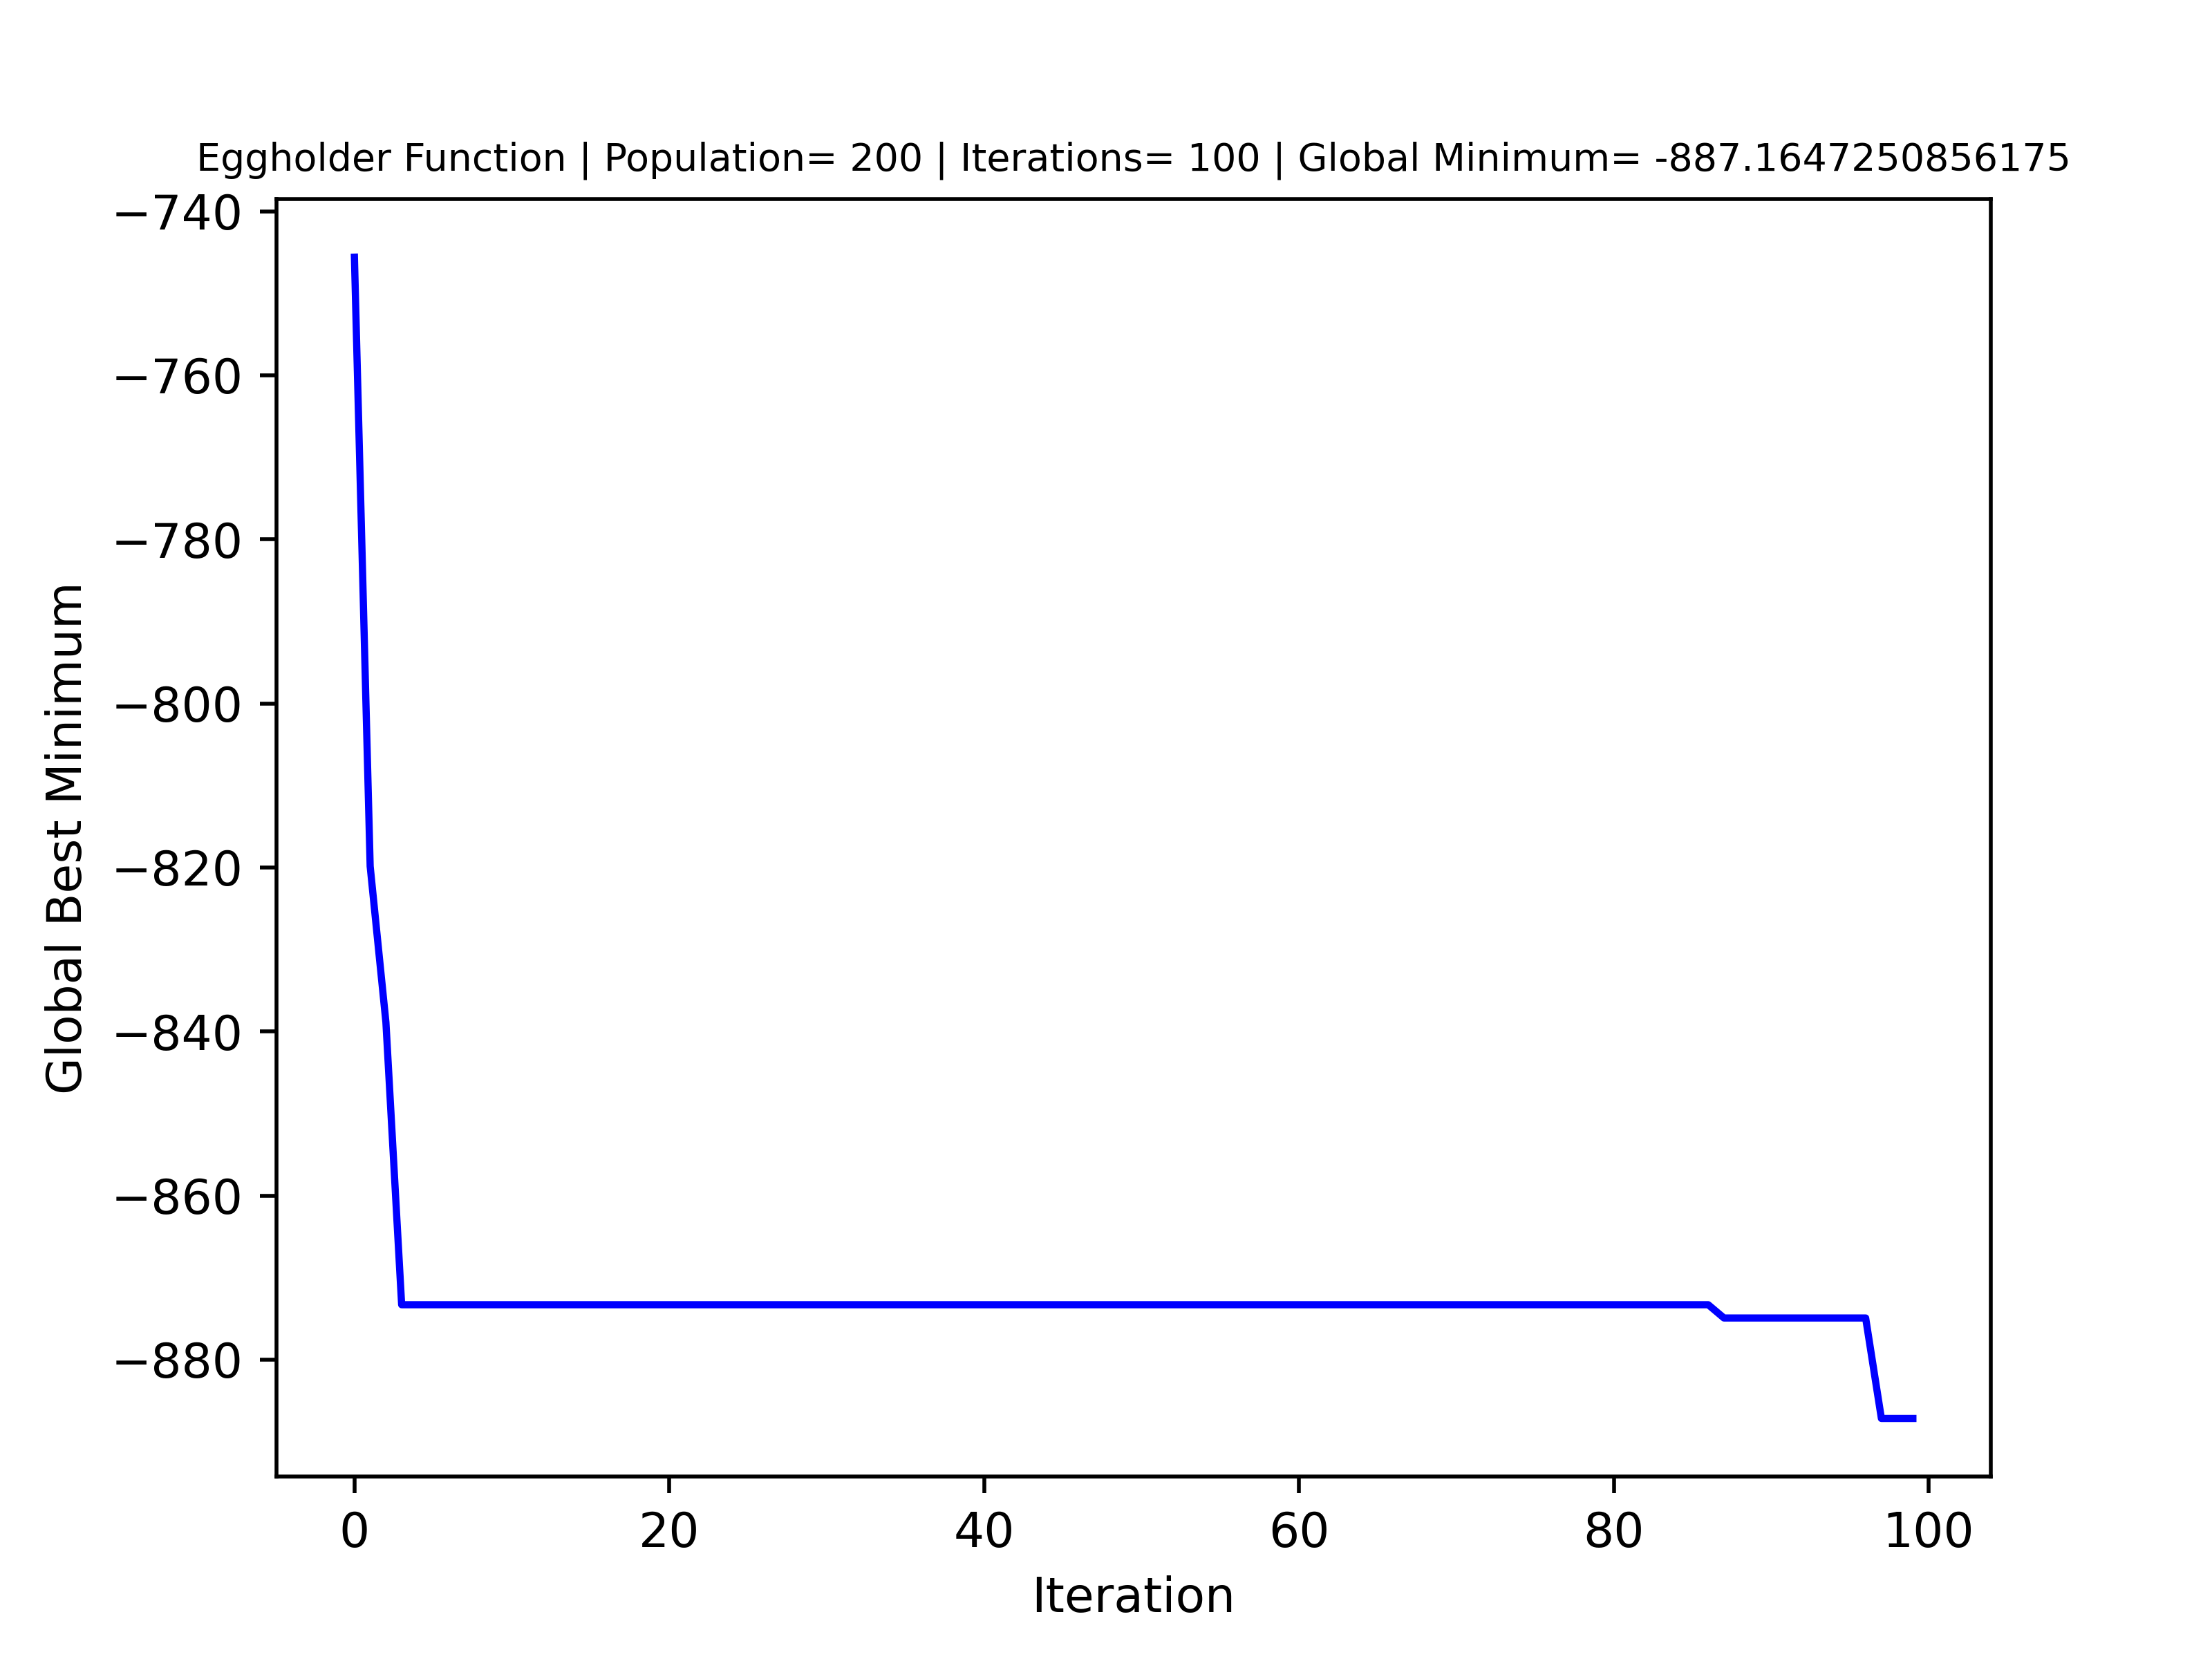 Eggholder Function | Population= 200 | Iterations= 100 | Global Minimum= -887.1647250856175
−740
−760
−780
−800
−820
−840
−860
−880
Global Best Minimum
0 20 40 60 80 100
Iteration